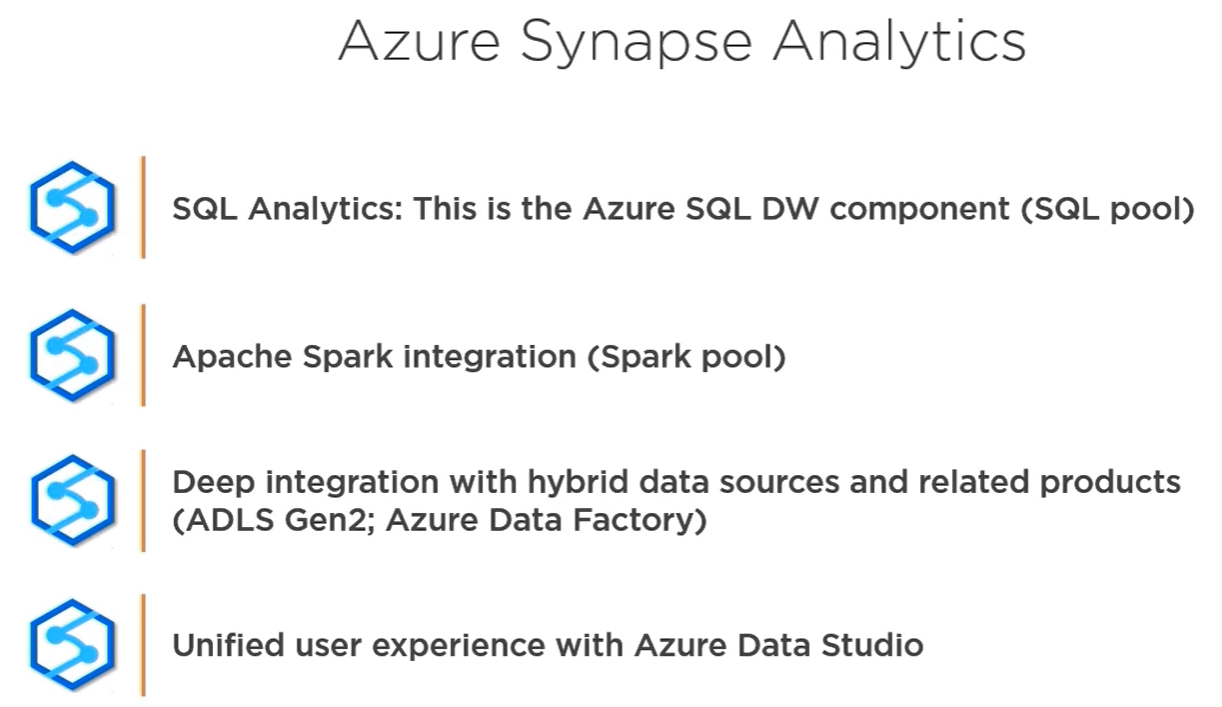 Azure Synapse Analytics
SQL Analytics: This is the Azure SQL DW component (SQL pool)
Apache Spark integration (Spark pool)
Deep integration with hybrid data sources and related products
(ADLS Gen2; Azure Data Factory)
Unified user experience with Azure Data Studio